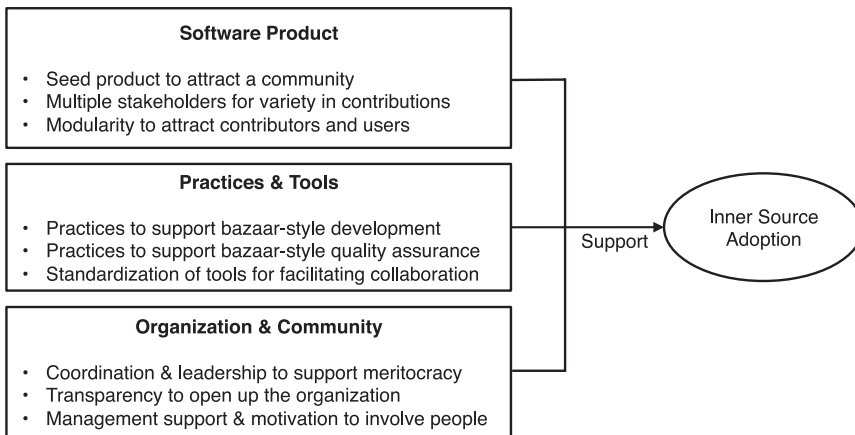 Software Product
• Seed product to attract a community
• Multiple stakeholders for variety in contributions
• Modularity to attract contributors and users
Practices & Tools
• Practices to support bazaar-style development
• Practices to support bazaar-style quality assurance
• Standardization of tools for facilitating collaboration
Organization & Community
• Coordination & leadership to support meritocracy
• Transparency to open up the organization
• Management support & motivation to involve people
Support
Inner Source
Adoption